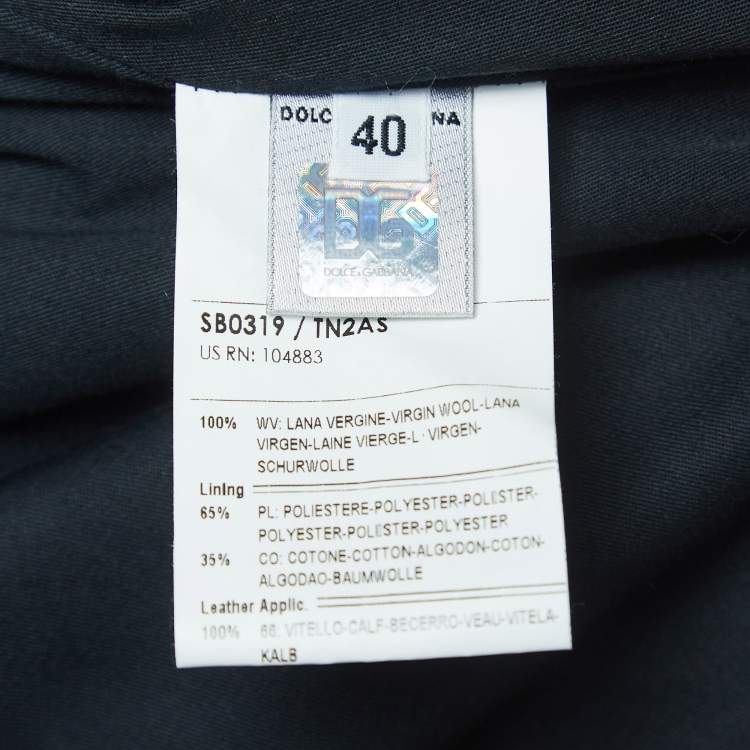 DOLC
NA
40
DG
DOLCE & GABBANA
SB0319 / TN2AS
US RN: 104883
100% WV: LANA VERGINE-VIRGIN WOOL-LANA
VIRGEN-LAINE VIERGE-L· VIRGEN-
SCHURWOLLE
Lining
65% PL: POLIESTERE-POLYESTER-POLIESTER-
POLYESTER-POLESTER-POLYESTER
35% CO: COTONE-COTTON-ALGODON-COTON-
ALGODAO-BAUMWOLLE
Leather Applic.
100% 66: VITELLO-CALF-BECERRO-VEAU-VITELA-
KALB